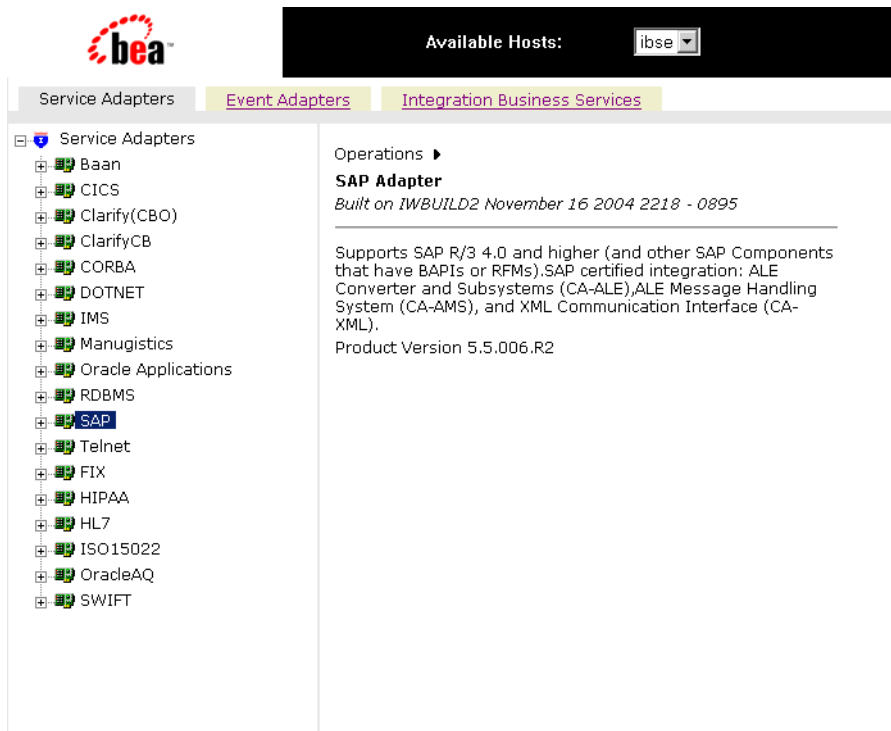 bea
Available Hosts:
ibse
Service Adapters
Event Adapters
Integration Business Services
Service Adapters
Baan
CICS
Clarify(CBO)
ClarifyCB
CORBA
DOTNET
IMS
Manugistics
Oracle Applications
RDBMS
SAP
Telnet
FIX
HIPAA
HL7
ISO15022
OracleAQ
SWIFT
Operations
SAP Adapter
Built on IWBUILD2 November 16 2004 2218 - 0895
Supports SAP R/3 4.0 and higher (and other SAP Components
that have BAPIs or RFMs).SAP certified integration: ALE
Converter and Subsystems (CA-ALE),ALE Message Handling
System (CA-AMS), and XML Communication Interface (CA-
XML).
Product Version 5.5.006.R2